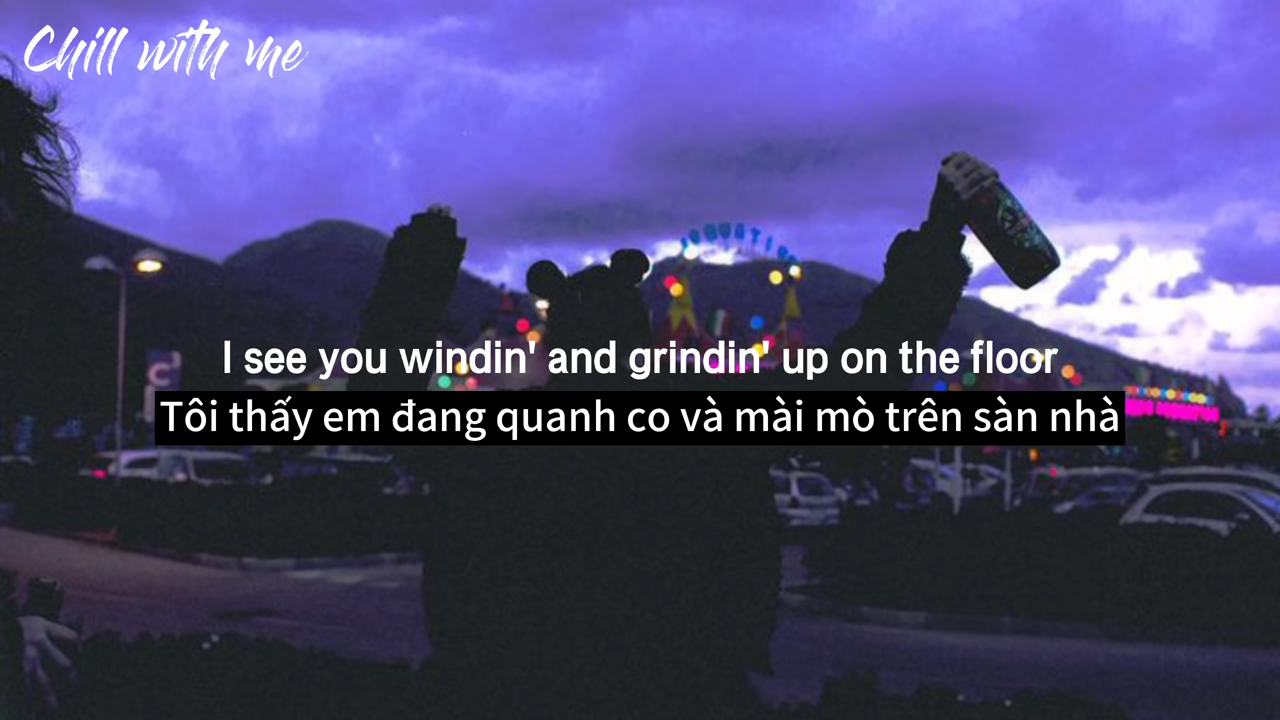 Chill with me
I see you windin' and grindin' up on the floor
Tôi thấy em đang quanh co và mài mò trên sàn nhà